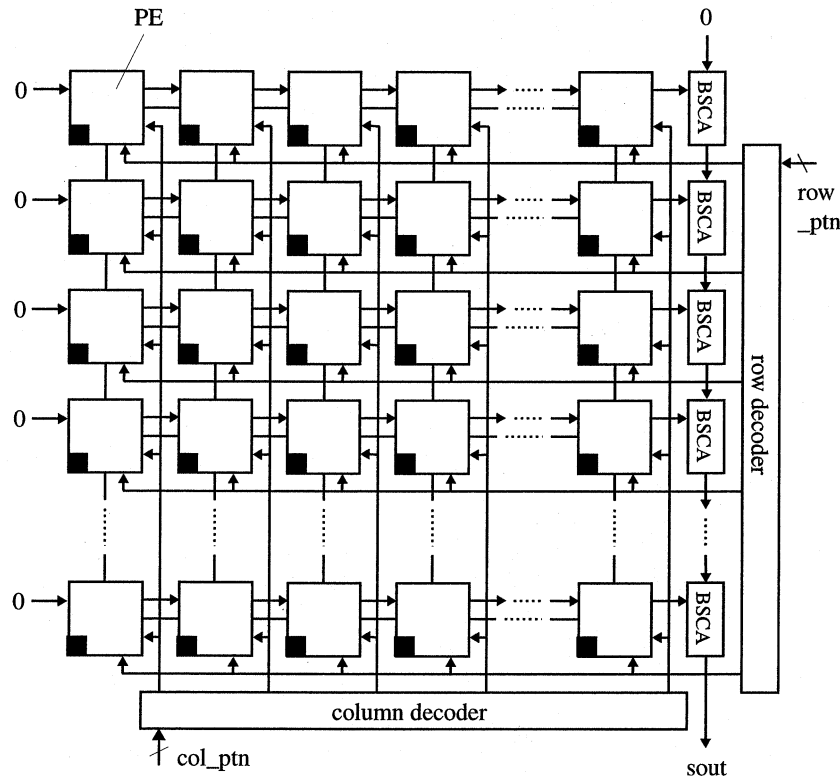 PE
0
0
BSCA
row
_ptn
0
BSCA
0
BSCA
row decoder
0
BSCA
0
BSCA
column decoder
col_ptn
sout